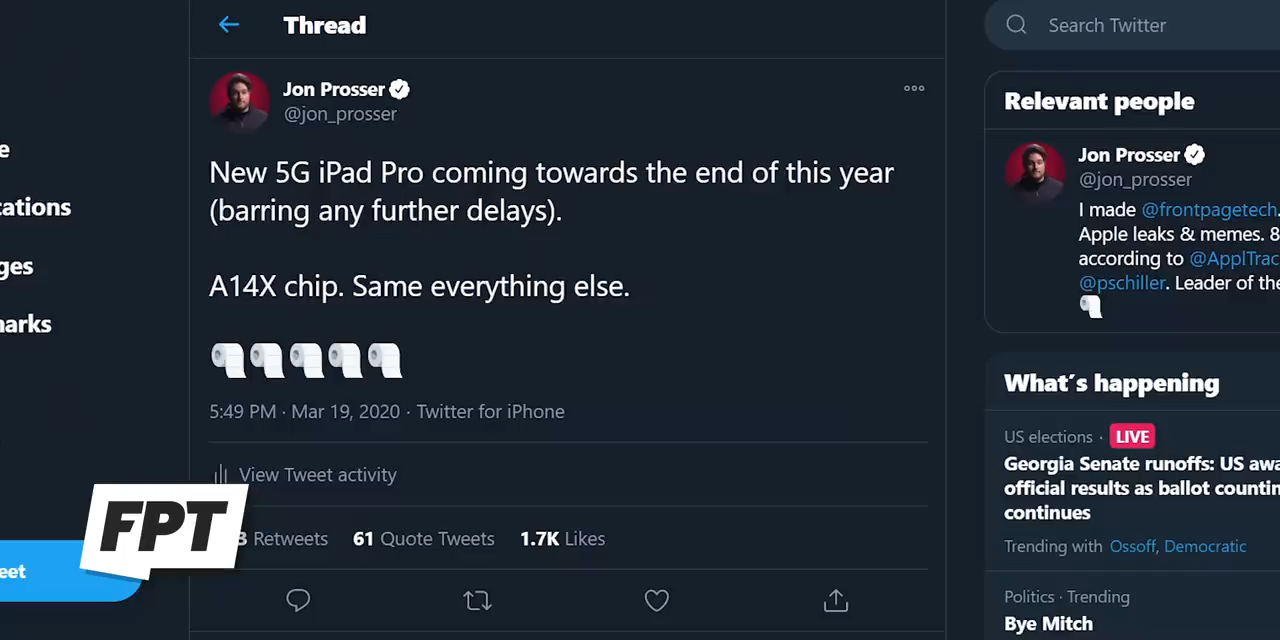 Thread
Search Twitter
Jon Prosser
@jon_prosser
New 5G iPad Pro coming towards the end of this year
(barring any further delays).
A14X chip. Same everything else.
5:49 PM · Mar 19, 2020 · Twitter for iPhone
View Tweet activity
Retweets 61 Quote Tweets 1.7K Likes
FPT
Relevant people
Jon Prosser
@jon_prosser
I made @frontpagetech.
Apple leaks & memes. 8
according to @ApplTrac
@pschiller. Leader of the
What's happening
US elections · LIVE
Georgia Senate runoffs: US awa
official results as ballot countin
continues
Trending with Ossoff, Democratic
Politics · Trending
Bye Mitch